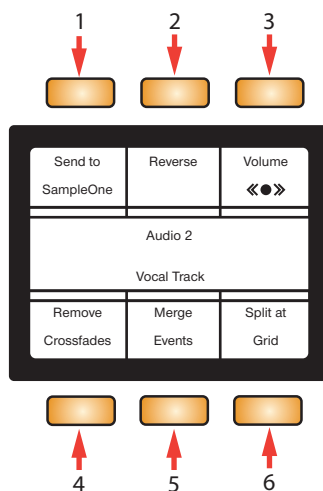 1 2 3
Send to Reverse Volume
SampleOne
Audio 2
Vocal Track
Remove Merge Split at
Crossfades Events Grid
4 5 6